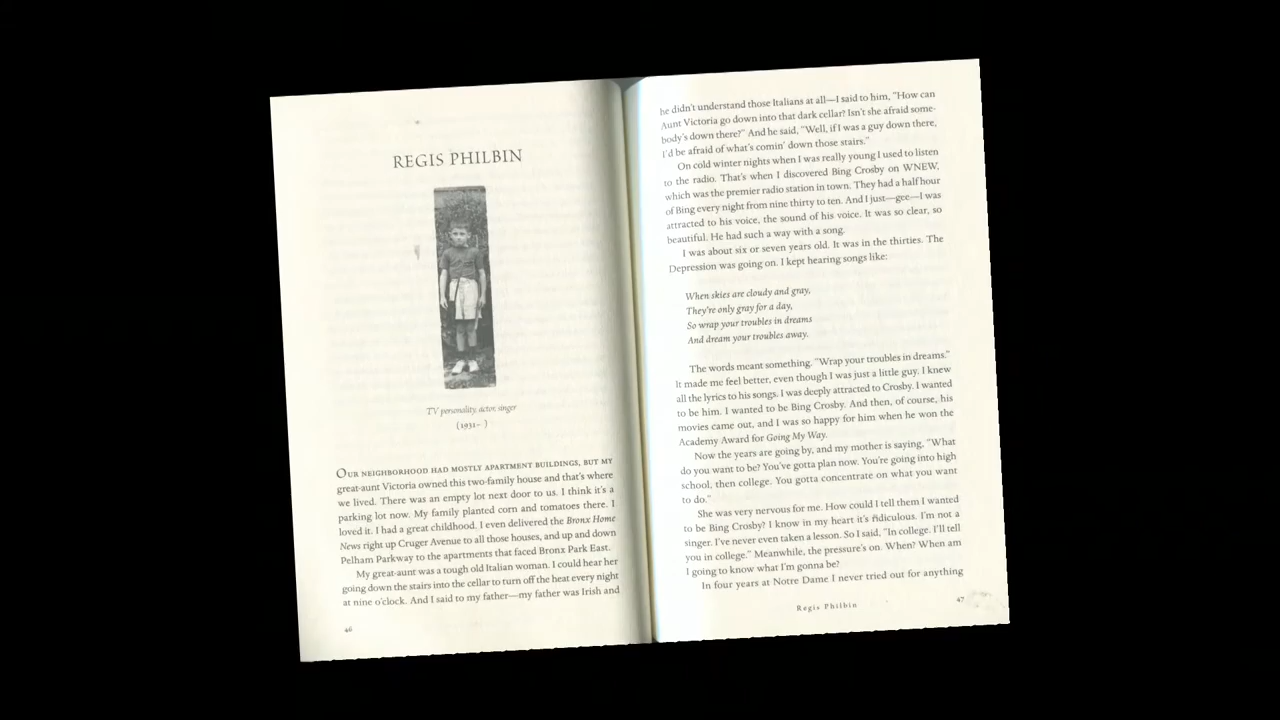 REGIS PHILBIN
TV personality, actor, singer
(1931– )
OUR NEIGHBORHOOD HAD MOSTLY APARTMENT BUILDINGS, BUT MY
great-aunt Victoria owned this two-family house and that's where
we lived. There was an empty lot next door to us. I think it's a
parking lot now. My family planted corn and tomatoes there. I
loved it. I had a great childhood. I even delivered the Bronx Home
News right up Cruger Avenue to all those houses, and up and down
Pelham Parkway to the apartments that faced Bronx Park East.
My great-aunt was a tough old Italian woman. I could hear her
going down the stairs into the cellar to turn off the heat every night
at nine o'clock. And I said to my father—my father was Irish and
46
he didn't understand those Italians at all—I said to him, "How can
Aunt Victoria go down into that dark cellar? Isn't she afraid some-
body's down there?" And he said, "Well, if I was a guy down there,
I'd be afraid of what's comin' down those stairs."
On cold winter nights when I was really young I used to listen
to the radio. That's when I discovered Bing Crosby on WNEW,
which was the premier radio station in town. They had a half hour
of Bing every night from nine thirty to ten. And I just—gee—I was
attracted to his voice, the sound of his voice. It was so clear, so
beautiful. He had such a way with a song.
I was about six or seven years old. It was in the thirties. The
Depression was going on. I kept hearing songs like:
When skies are cloudy and gray,
They're only gray for a day,
So wrap your troubles in dreams
And dream your troubles away.
The words meant something. "Wrap your troubles in dreams."
It made me feel better, even though I was just a little guy. I knew
all the lyrics to his songs. I was deeply attracted to Crosby. I wanted
to be him. I wanted to be Bing Crosby. And then, of course, his
movies came out, and I was so happy for him when he won the
Academy Award for Going My Way.
Now the years are going by, and my mother is saying, "What
do you want to be? You've gotta plan now. You're going into high
school, then college. You gotta concentrate on what you want
to do."
She was very nervous for me. How could I tell them I wanted
to be Bing Crosby? I know in my heart it's ridiculous. I'm not a
singer. I've never even taken a lesson. So I said, "In college. I'll tell
you in college." Meanwhile, the pressure's on. When? When am
I going to know what I'm gonna be?
In four years at Notre Dame I never tried out for anything
Regis Philbin
47